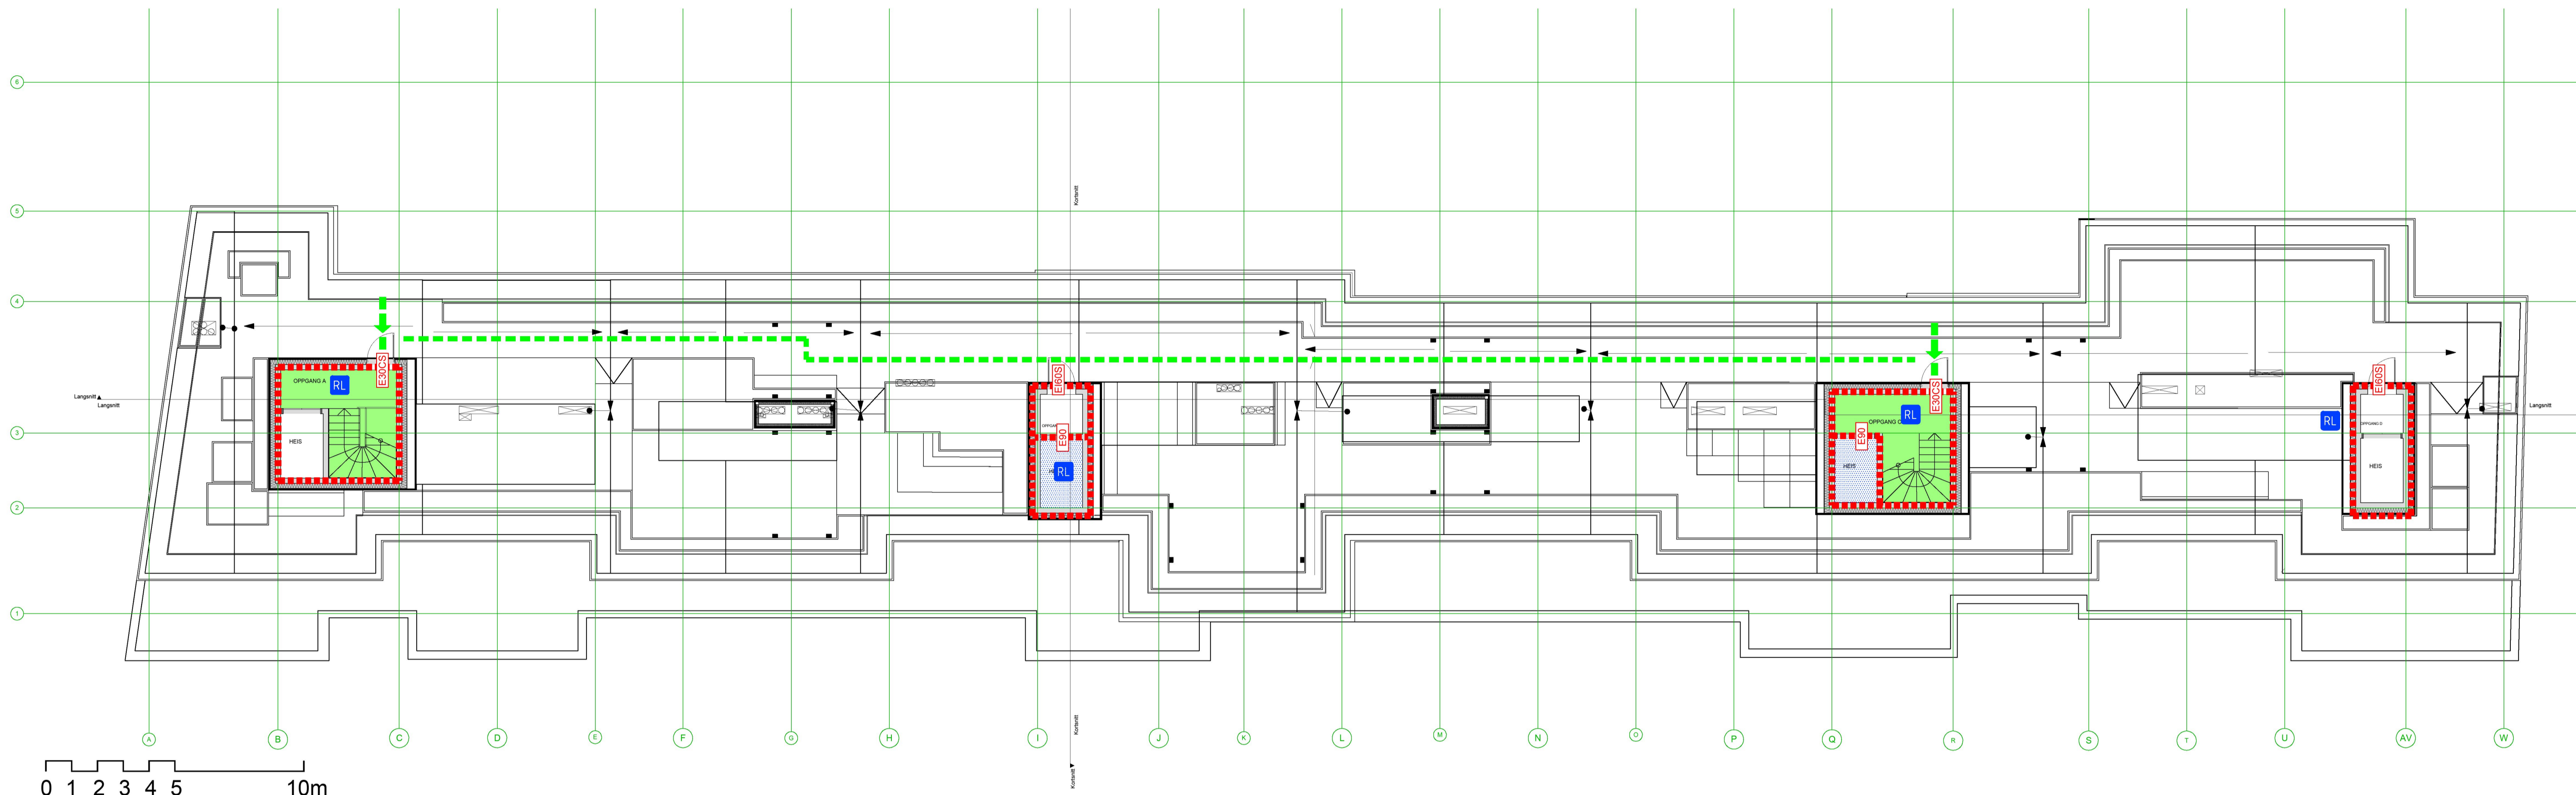 6
5
Kortsnitt
4
E30CS
E30CS
EI60S
EI60S
OPPGANG A
RL
Langsnitt
Langsnitt
Langsnitt
RL
OPPGANG
RL
OPPGANG D
3
E90
E90
HEIS
RL
HEIS
HEIS
2
1
Kortsnitt
A
B
C
D
E
F
G
H
I
J
K
L
M
N
O
P
Q
R
S
T
U
AV
W
Kortsnitt
0 1 2 3 4 5 10m